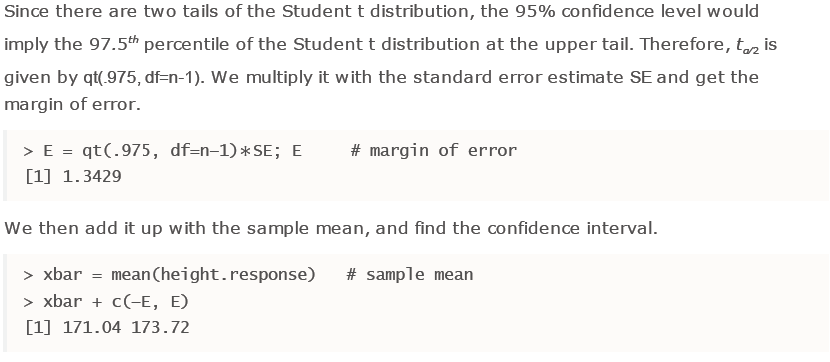 Since there are two tails of the Student t distribution, the 95% confidence level would
imply the 97.5th percentile of the Student t distribution at the upper tail. Therefore, tα/2 is
given by qt(.975, df=n-1). We multiply it with the standard error estimate SE and get the
margin of error.
> E = qt(.975, df=n−1)∗SE; E     # margin of error
[1] 1.3429
We then add it up with the sample mean, and find the confidence interval.
> xbar = mean(height.response)   # sample mean
> xbar + c(−E, E)
[1] 171.04 173.72